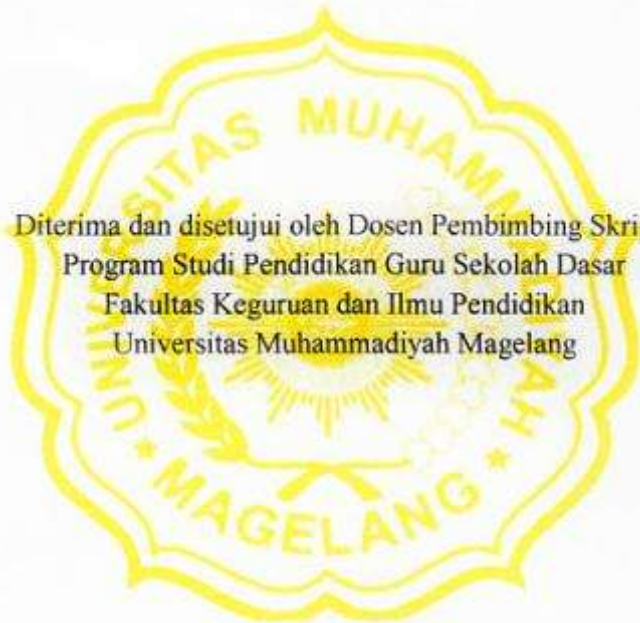 UNIVERSITAS MUHAMMADIYAH
Diterima dan disetujui oleh Dosen Pembimbing Skri
Program Studi Pendidikan Guru Sekolah Dasar
Fakultas Keguruan dan Ilmu Pendidikan
Universitas Muhammadiyah Magelang
MAGELANG